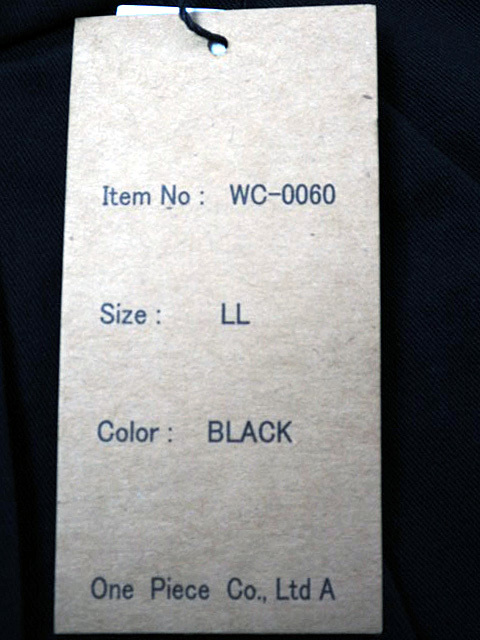 Item No : WC-0060
Size : LL
Color : BLACK
One Piece Co., Ltd A